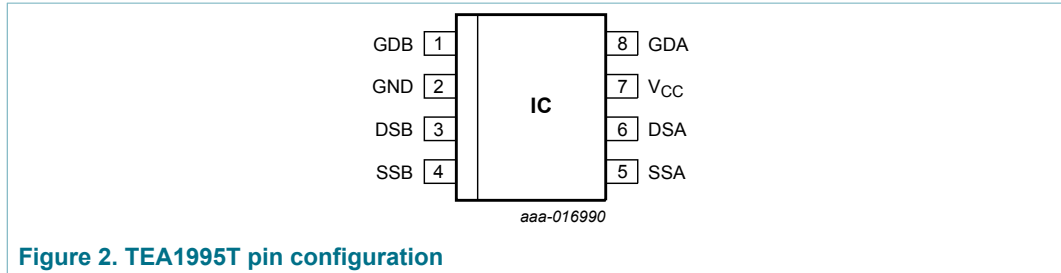 GDB 1 8 GDA
GND 2 7 VCC
IC
DSB 3 6 DSA
SSB 4 5 SSA
aaa-016990
Figure 2. TEA1995T pin configuration